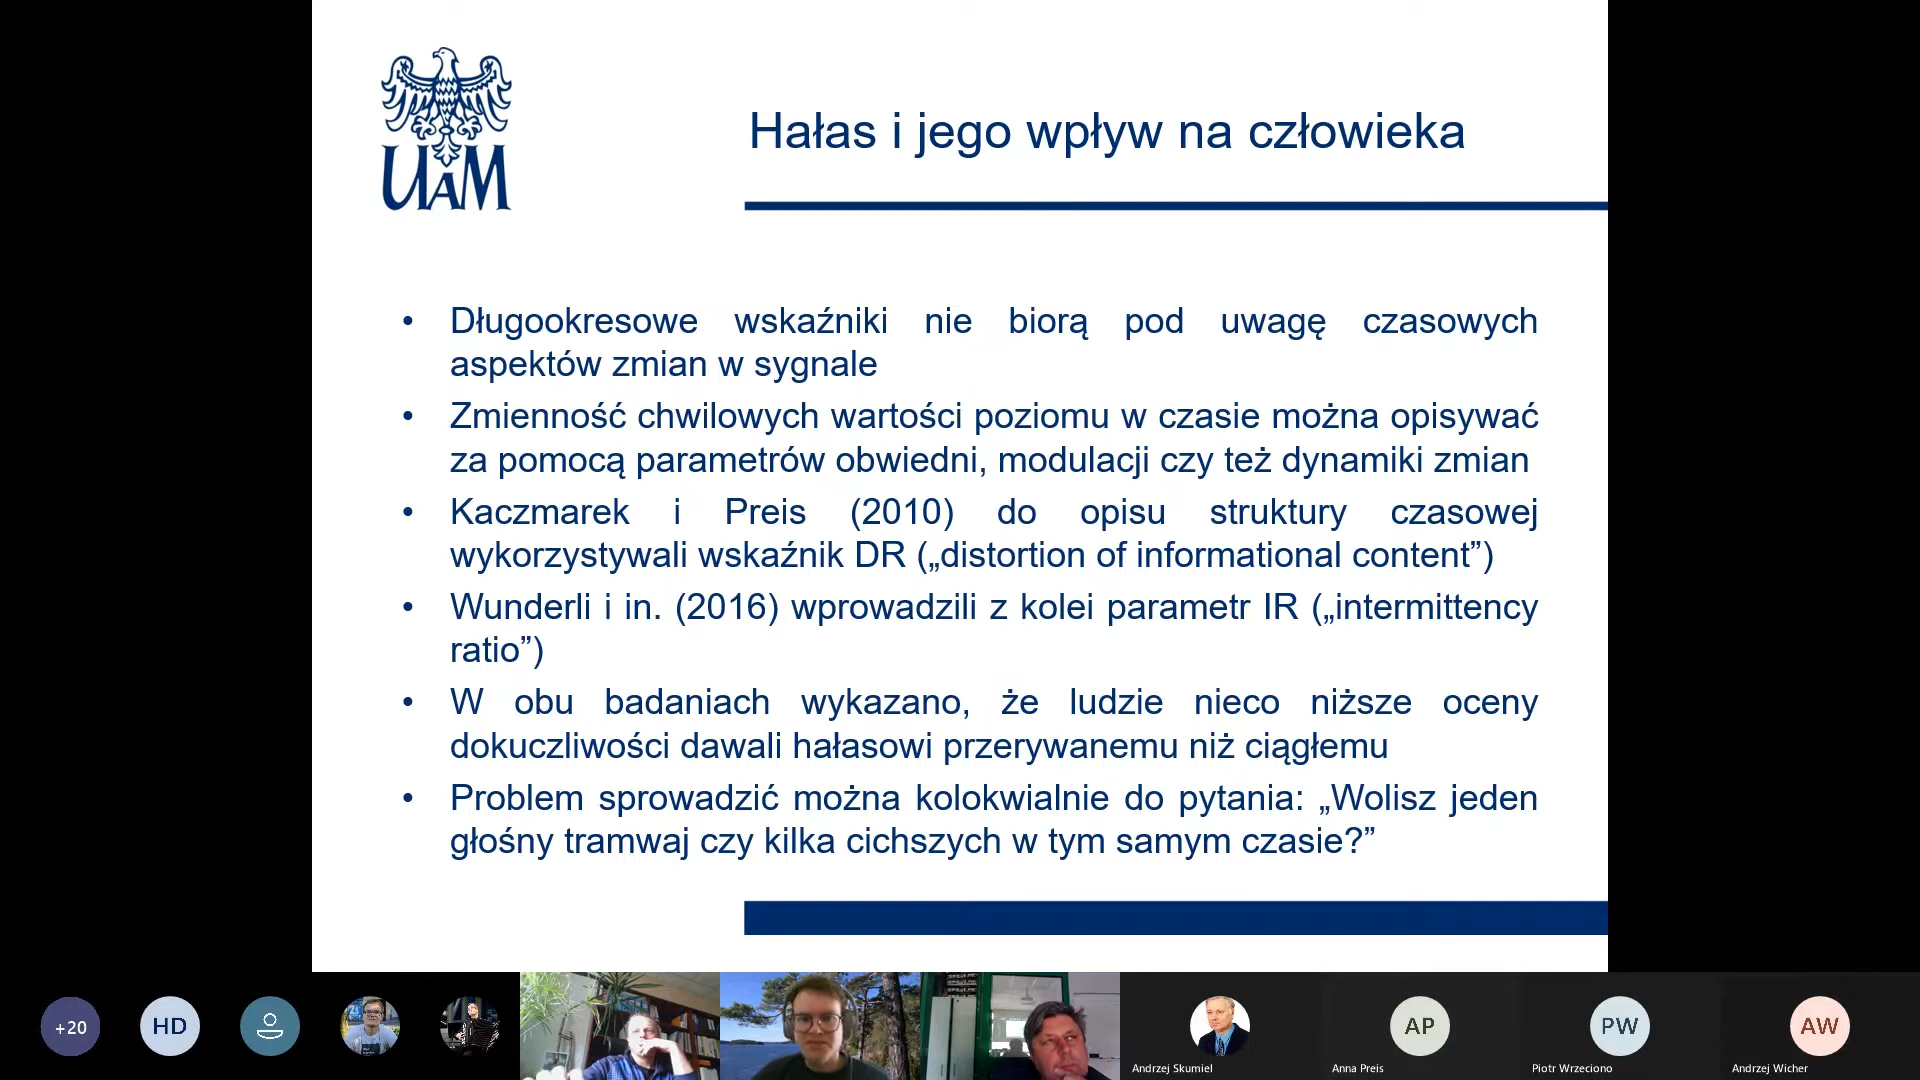 UAM
Hałas i jego wpływ na człowieka
• Długookresowe wskaźniki nie biorą pod uwagę czasowych
aspektów zmian w sygnale
• Zmienność chwilowych wartości poziomu w czasie można opisywać
za pomocą parametrów obwiedni, modulacji czy też dynamiki zmian
• Kaczmarek i Preis (2010) do opisu struktury czasowej
wykorzystywali wskaźnik DR („distortion of informational content”)
• Wunderli i in. (2016) wprowadzili z kolei parametr IR („intermittency
ratio”)
• W obu badaniach wykazano, że ludzie nieco niższe oceny
dokuczliwości dawali hałasowi przerywanemu niż ciągłemu
• Problem sprowadzić można kolokwialnie do pytania: „Wolisz jeden
głośny tramwaj czy kilka cichszych w tym samym czasie?”
+20
HD
AP
PW
AW
Andrzej Skumiel
Anna Preis
Piotr Wrzeciono
Andrzej Wicher